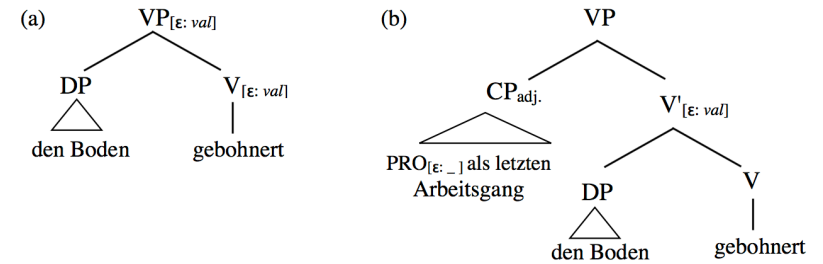 (a) VP[ɛ: val]
DP V[ɛ: val]
den Boden gebohnert
(b) VP
CPadj. V'[ɛ: val]
PRO[ɛ: _ ] als letzten
Arbeitsgang
DP V
den Boden gebohnert